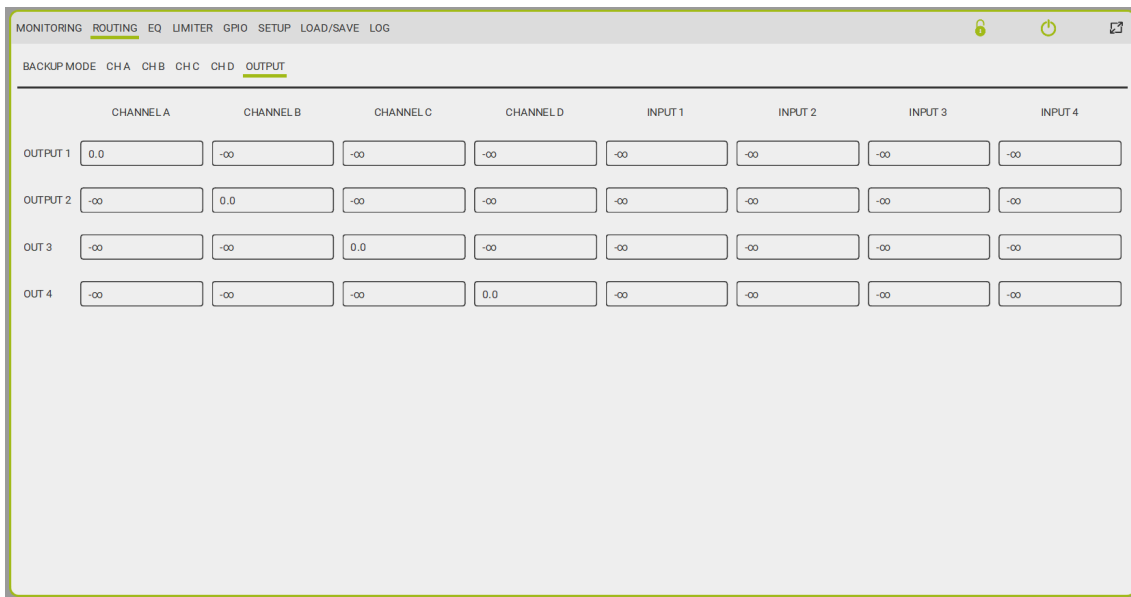 MONITORING ROUTING EQ LIMITER GPIO SETUP LOAD/SAVE LOG
BACKUP MODE CH A CH B CH C CH D OUTPUT
CHANNEL A CHANNEL B CHANNEL C CHANNEL D INPUT 1 INPUT 2 INPUT 3 INPUT 4
OUTPUT 1 0.0 -∞ -∞ -∞ -∞ -∞ -∞ -∞
OUTPUT 2 -∞ 0.0 -∞ -∞ -∞ -∞ -∞ -∞
OUT 3 -∞ -∞ 0.0 -∞ -∞ -∞ -∞ -∞
OUT 4 -∞ -∞ -∞ 0.0 -∞ -∞ -∞ -∞